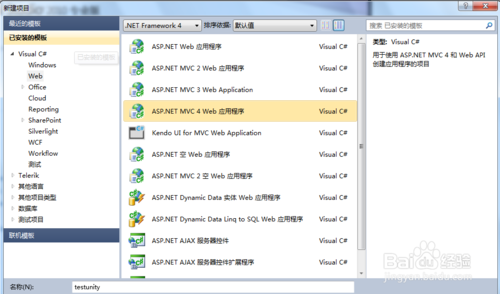 新建项目
最近的模板
.NET Framework 4
排序依据:
默认值
搜索 已安装的模板
已安装的模板
Visual C#
Windows
Web
Office
Cloud
Reporting
SharePoint
Silverlight
WCF
Workflow
测试
Telerik
其他语言
其他项目类型
数据库
测试项目
联机模板
已安装的模板
ASP.NET Web 应用程序 Visual C#
ASP.NET MVC 2 Web 应用程序 Visual C#
ASP.NET MVC 3 Web Application Visual C#
ASP.NET MVC 4 Web 应用程序 Visual C#
Kendo UI for MVC Web Application Visual C#
ASP.NET 空 Web 应用程序 Visual C#
ASP.NET MVC 2 空 Web 应用程序 Visual C#
ASP.NET Dynamic Data 实体 Web 应用程序 Visual C#
ASP.NET Dynamic Data Linq to SQL Web 应用程序 Visual C#
ASP.NET AJAX 服务器控件 Visual C#
ASP.NET AJAX 服务器控件扩展程序 Visual C#
类型: Visual C#
用于使用 ASP.NET MVC 4 和 Web API
创建应用程序的项目
名称(N): testunity
Baidu 经验